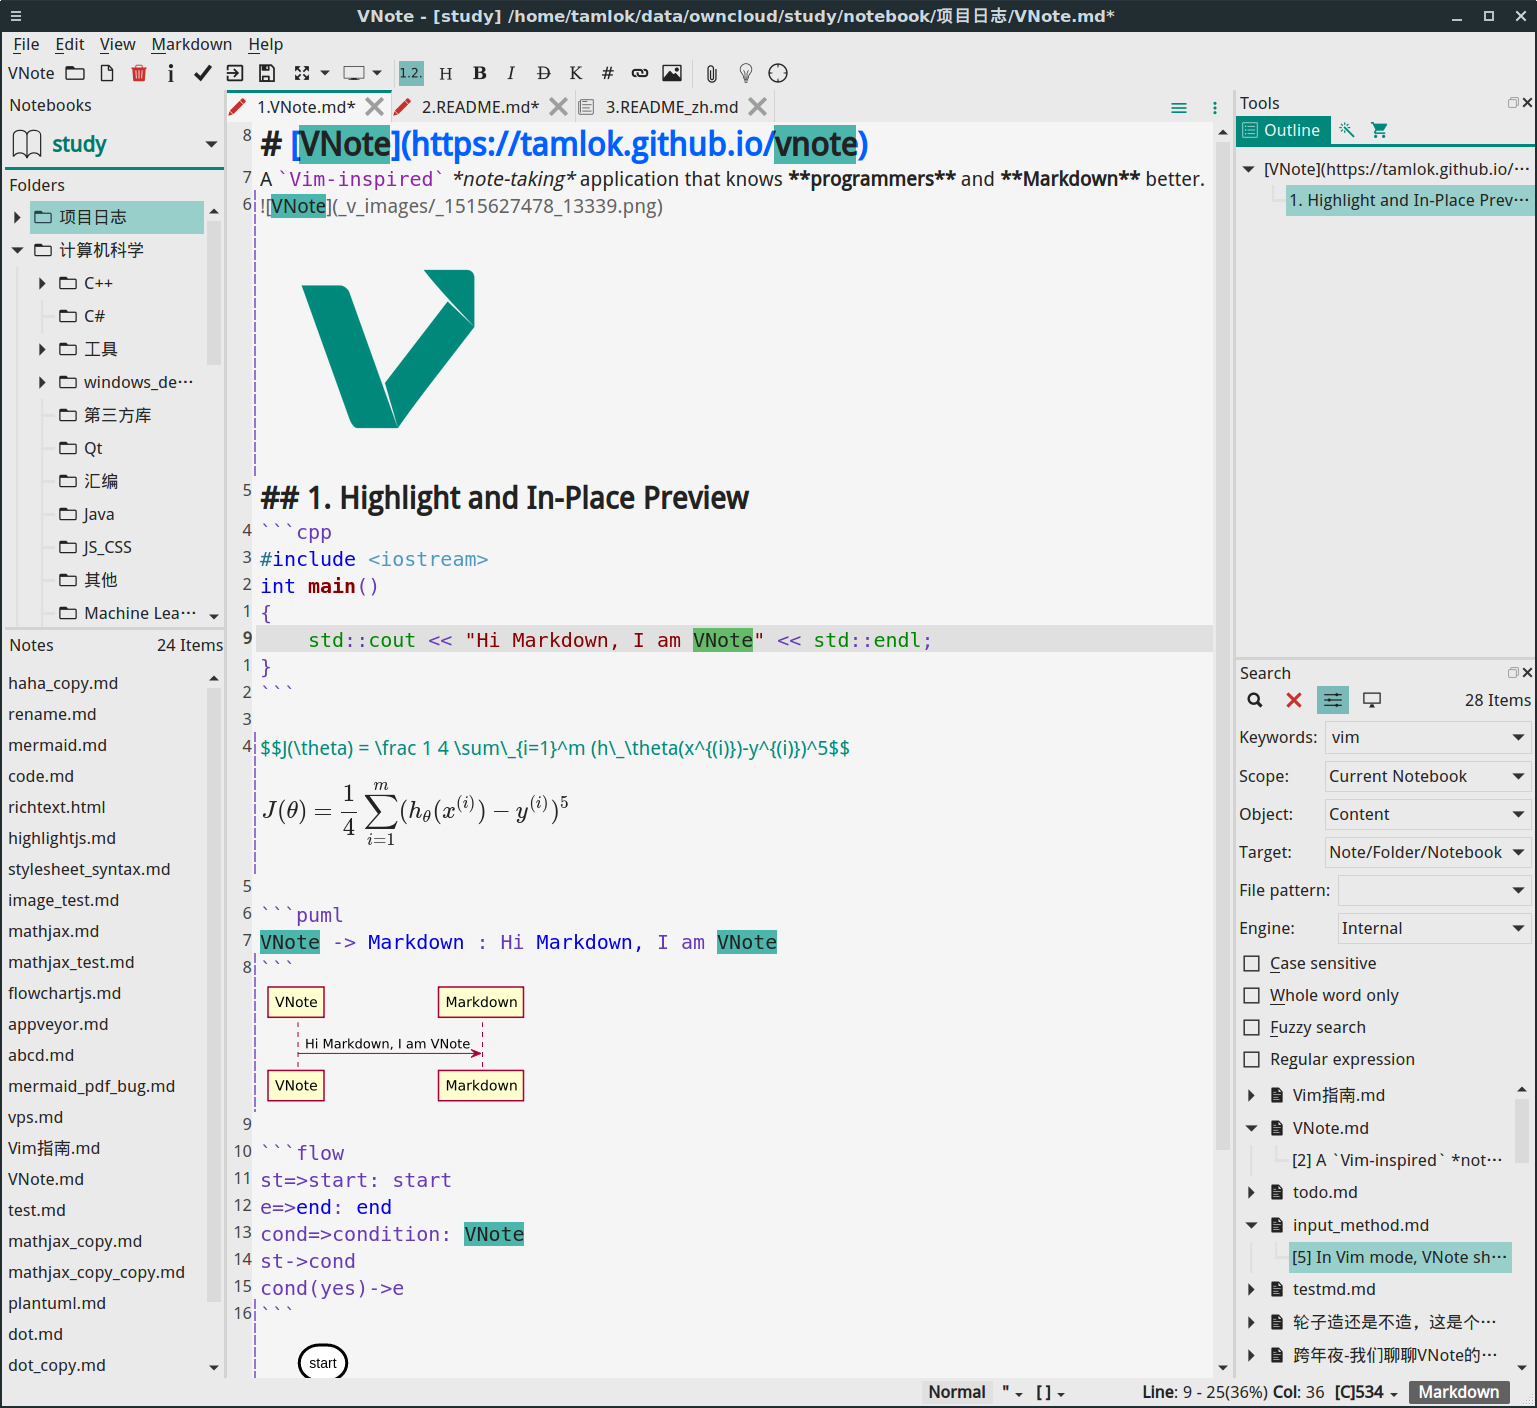 VNote - [study] /home/tamlok/data/owncloud/study/notebook/项目日志/VNote.md*
File Edit View Markdown Help
VNote 1.2. H B I D K #
Notebooks
study
Folders
项目日志
计算机科学
C++
C#
工具
windows_de···
第三方库
Qt
汇编
Java
JS_CSS
其他
Machine Lea···
Notes 24 Items
haha_copy.md
rename.md
mermaid.md
code.md
richtext.html
highlightjs.md
stylesheet_syntax.md
image_test.md
mathjax.md
mathjax_test.md
flowchartjs.md
appveyor.md
abcd.md
mermaid_pdf_bug.md
vps.md
Vim指南.md
VNote.md
test.md
mathjax_copy.md
mathjax_copy_copy.md
plantuml.md
dot.md
dot_copy.md
1.VNote.md* 2.README.md* 3.README_zh.md
8 # [VNote](https://tamlok.github.io/vnote)
7 A `Vim-inspired` *note-taking* application that knows **programmers** and **Markdown** better.
6 ![VNote](_v_images/_1515627478_13339.png)
5 ## 1. Highlight and In-Place Preview
4 ```cpp
3 #include <iostream>
2 int main()
1 {
9 std::cout << "Hi Markdown, I am VNote" << std::endl;
1 }
2 ```
3
4 $$J(\theta) = \frac 1 4 \sum\_{i=1}^m (h\_\theta(x^{(i)})-y^{(i)})^5$$
J(θ) = 1/4 ∑_{i=1}^{m} (h_θ(x^{(i)}) − y^{(i)})^5
5
6 ```puml
7 VNote -> Markdown : Hi Markdown, I am VNote
8 ```
VNote Markdown
Hi Markdown, I am VNote
VNote Markdown
9
10 ```flow
11 st=>start: start
12 e=>end: end
13 cond=>condition: VNote
14 st->cond
15 cond(yes)->e
16 ```
start
Tools
Outline
[VNote](https://tamlok.github.io/···
1. Highlight and In-Place Prev···
Search
28 Items
Keywords: vim
Scope: Current Notebook
Object: Content
Target: Note/Folder/Notebook
File pattern:
Engine: Internal
Case sensitive
Whole word only
Fuzzy search
Regular expression
Vim指南.md
VNote.md
[2] A `Vim-inspired` *not···
todo.md
input_method.md
[5] In Vim mode, VNote sh···
testmd.md
轮子造还是不造，这是个···
跨年夜-我们聊聊VNote的···
Normal " [ ] Line: 9 - 25(36%) Col: 36 [C]534 Markdown